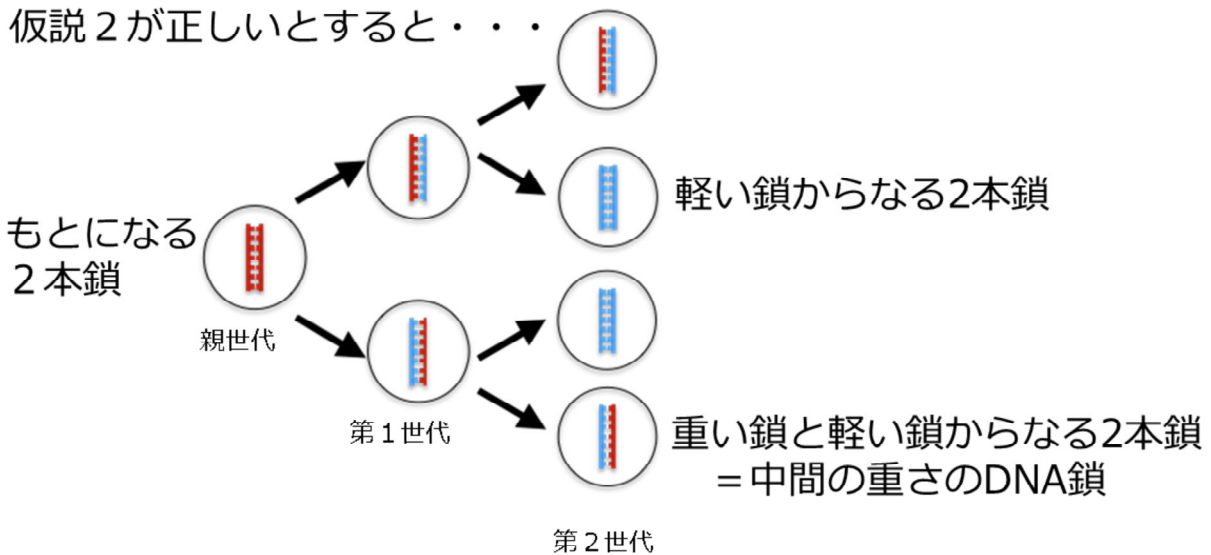 仮説２が正しいとすると・・・
軽い鎖からなる2本鎖
もとになる
２本鎖
親世代
第１世代
重い鎖と軽い鎖からなる2本鎖
＝中間の重さのDNA鎖
第２世代